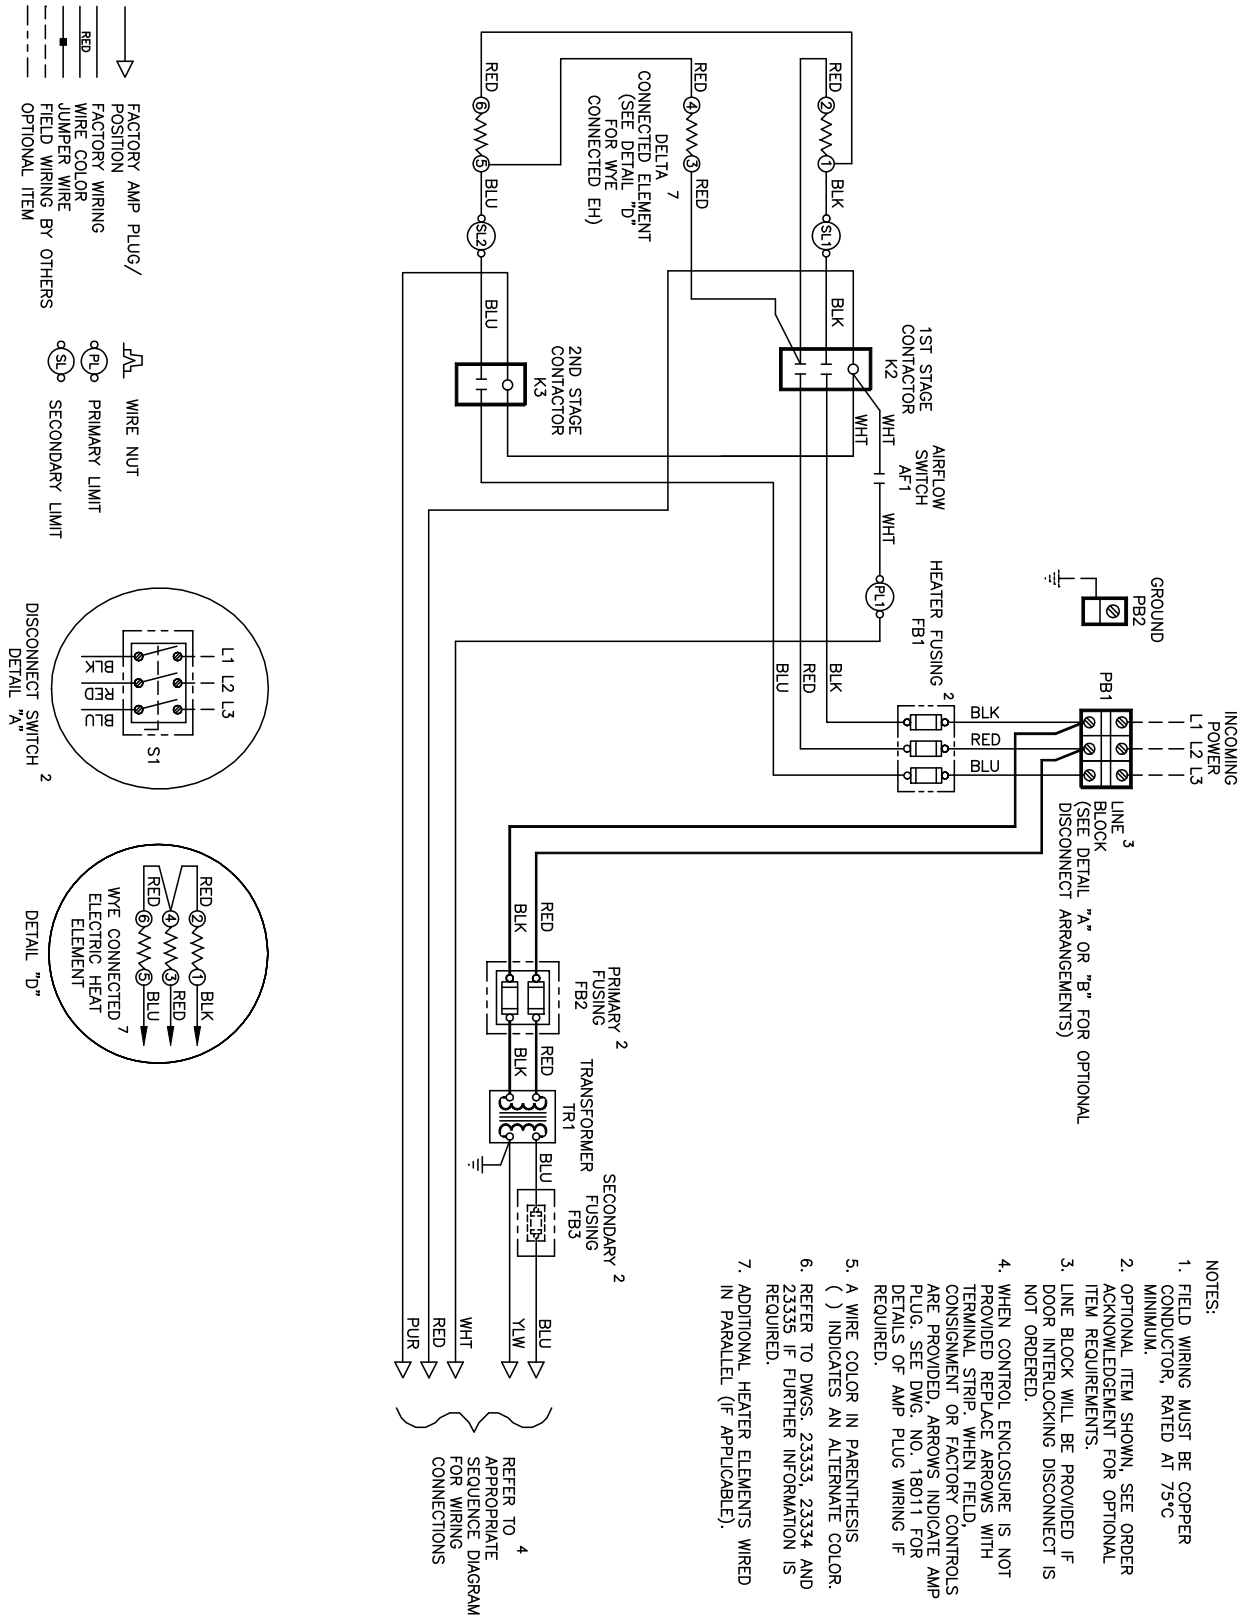 INCOMING
POWER
L1 L2 L3
GROUND
PB2
PB1
LINE 3
BLOCK
(SEE DETAIL "A" OR "B" FOR OPTIONAL
DISCONNECT ARRANGEMENTS)
BLK
RED
BLU
HEATER FUSING 2
FB1
BLK
RED
BLU
AIRFLOW
SWITCH
AF1
WHT
WHT
WHT
PL1
1ST STAGE
CONTACTOR
K2
BLK
RED
2
1
BLK
SL1
RED
4
3
RED
DELTA 7
CONNECTED ELEMENT
(SEE DETAIL "D"
FOR WYE
CONNECTED EH)
RED
6
5
BLU
SL2
BLU
2ND STAGE
CONTACTOR
K3
RED
BLK
PRIMARY 2
FUSING
FB2
RED
BLK
TRANSFORMER
TR1
BLU
SECONDARY 2
FUSING
FB3
BLU
YLW
WHT
RED
PUR
REFER TO 4
APPROPRIATE
SEQUENCE DIAGRAM
FOR WIRING
CONNECTIONS
NOTES:
1. FIELD WIRING MUST BE COPPER
CONDUCTOR, RATED AT 75°C
MINIMUM.
2. OPTIONAL ITEM SHOWN, SEE ORDER
ACKNOWLEDGEMENT FOR OPTIONAL
ITEM REQUIREMENTS.
3. LINE BLOCK WILL BE PROVIDED IF
DOOR INTERLOCKING DISCONNECT IS
NOT ORDERED.
4. WHEN CONTROL ENCLOSURE IS NOT
PROVIDED REPLACE ARROWS WITH
TERMINAL STRIP. WHEN FIELD,
CONSIGNMENT OR FACTORY CONTROLS
ARE PROVIDED, ARROWS INDICATE AMP
PLUG. SEE DWG. NO. 18011 FOR
DETAILS OF AMP PLUG WIRING IF
REQUIRED.
5. A WIRE COLOR IN PARENTHESIS
( ) INDICATES AN ALTERNATE COLOR.
6. REFER TO DWGS. 23333, 23334 AND
23335 IF FURTHER INFORMATION IS
REQUIRED.
7. ADDITIONAL HEATER ELEMENTS WIRED
IN PARALLEL (IF APPLICABLE).
FACTORY AMP PLUG/
POSITION
FACTORY WIRING
RED
WIRE COLOR
JUMPER WIRE
FIELD WIRING BY OTHERS
OPTIONAL ITEM
WIRE NUT
PL
PRIMARY LIMIT
SL
SECONDARY LIMIT
L1 L2 L3
BLK
RED
BLU
S1
DISCONNECT SWITCH 2
DETAIL "A"
RED
2
1
BLK
4
3
RED
RED
6
5
BLU
WYE CONNECTED 7
ELECTRIC HEAT
ELEMENT
DETAIL "D"